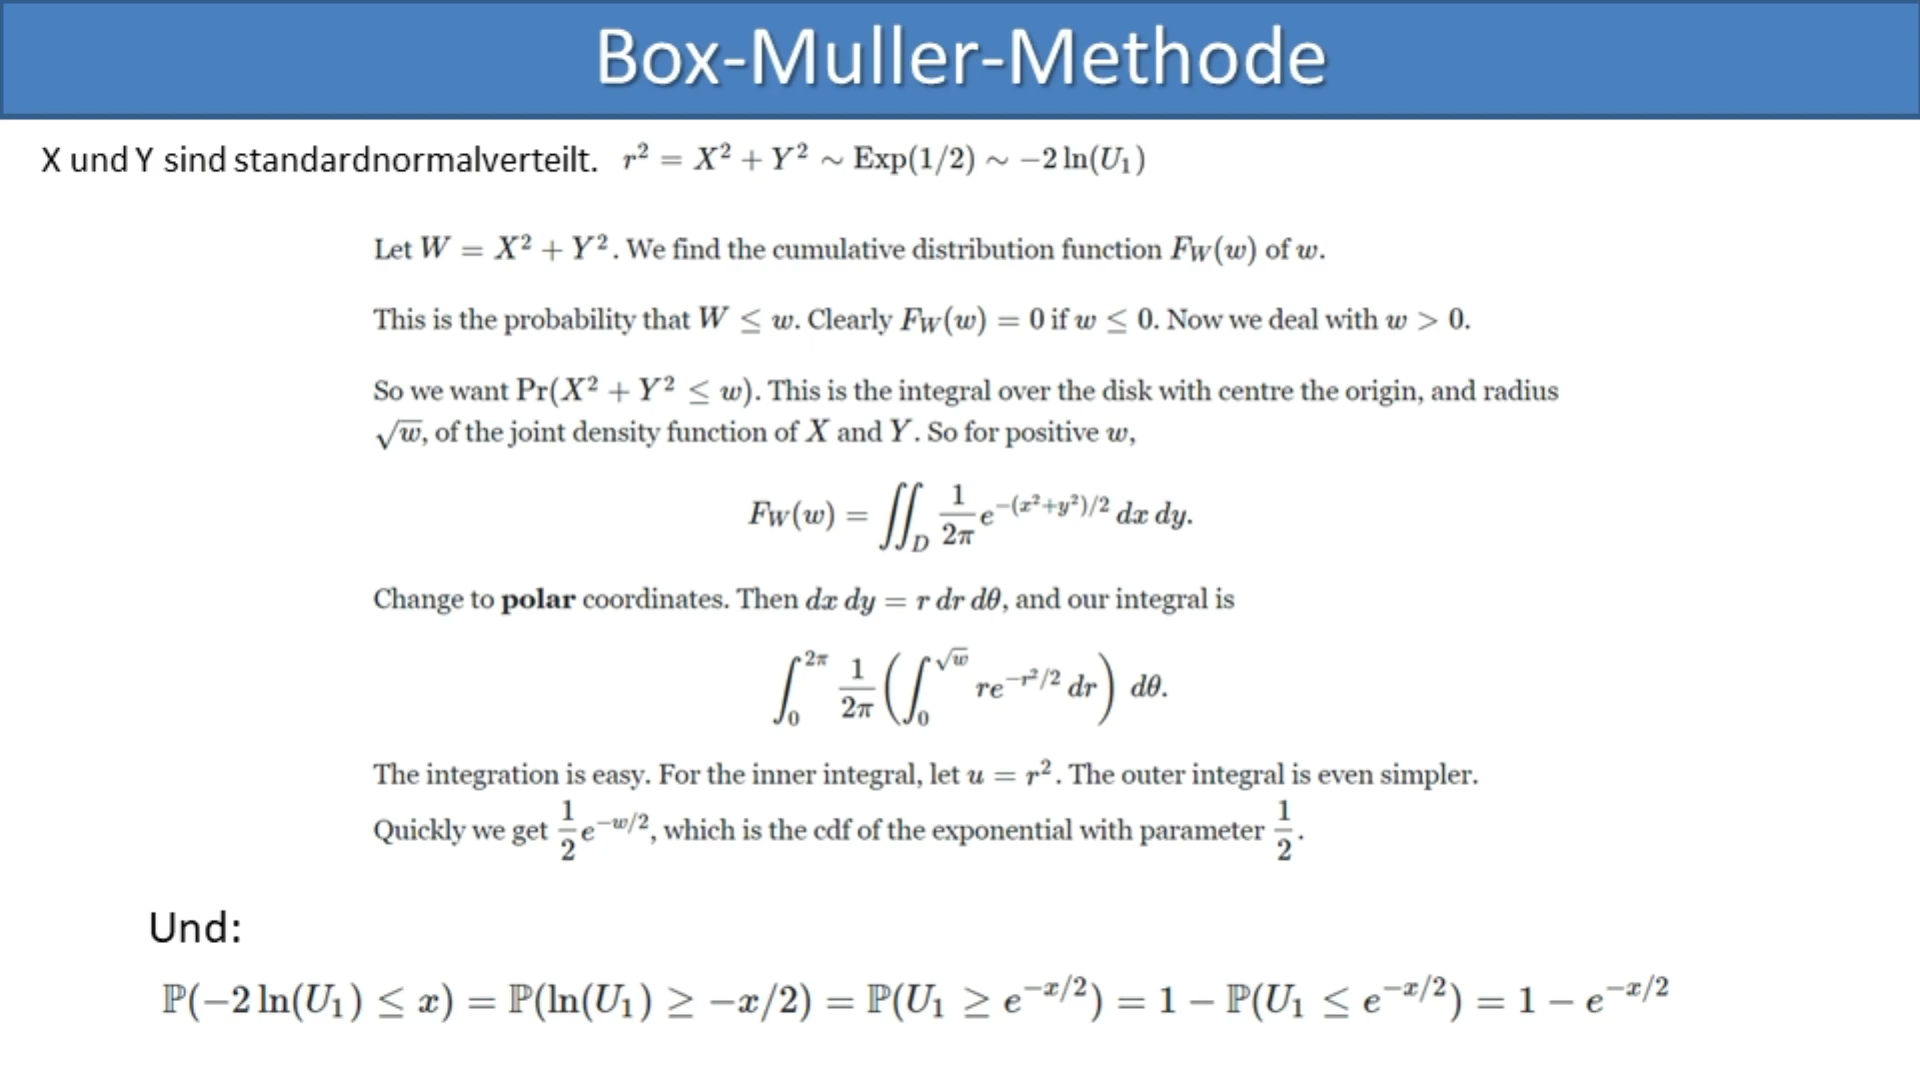 Box-Muller-Methode
X und Y sind standardnormalverteilt. r² = X² + Y² ∼ Exp(1/2) ∼ −2 ln(U₁)
Let W = X² + Y². We find the cumulative distribution function F_W(w) of w.
This is the probability that W ≤ w. Clearly F_W(w) = 0 if w ≤ 0. Now we deal with w > 0.
So we want Pr(X² + Y² ≤ w). This is the integral over the disk with centre the origin, and radius
√w, of the joint density function of X and Y. So for positive w,
F_W(w) = ∬_D 1/(2π) e^{−(x²+y²)/2} dx dy.
Change to polar coordinates. Then dx dy = r dr dθ, and our integral is
∫_0^{2π} 1/(2π) (∫_0^{√w} re^{−r²/2} dr) dθ.
The integration is easy. For the inner integral, let u = r². The outer integral is even simpler.
Quickly we get 1/2 e^{−w/2}, which is the cdf of the exponential with parameter 1/2.
Und:
ℙ(−2 ln(U₁) ≤ x) = ℙ(ln(U₁) ≥ −x/2) = ℙ(U₁ ≥ e^{−x/2}) = 1 − ℙ(U₁ ≤ e^{−x/2}) = 1 − e^{−x/2}